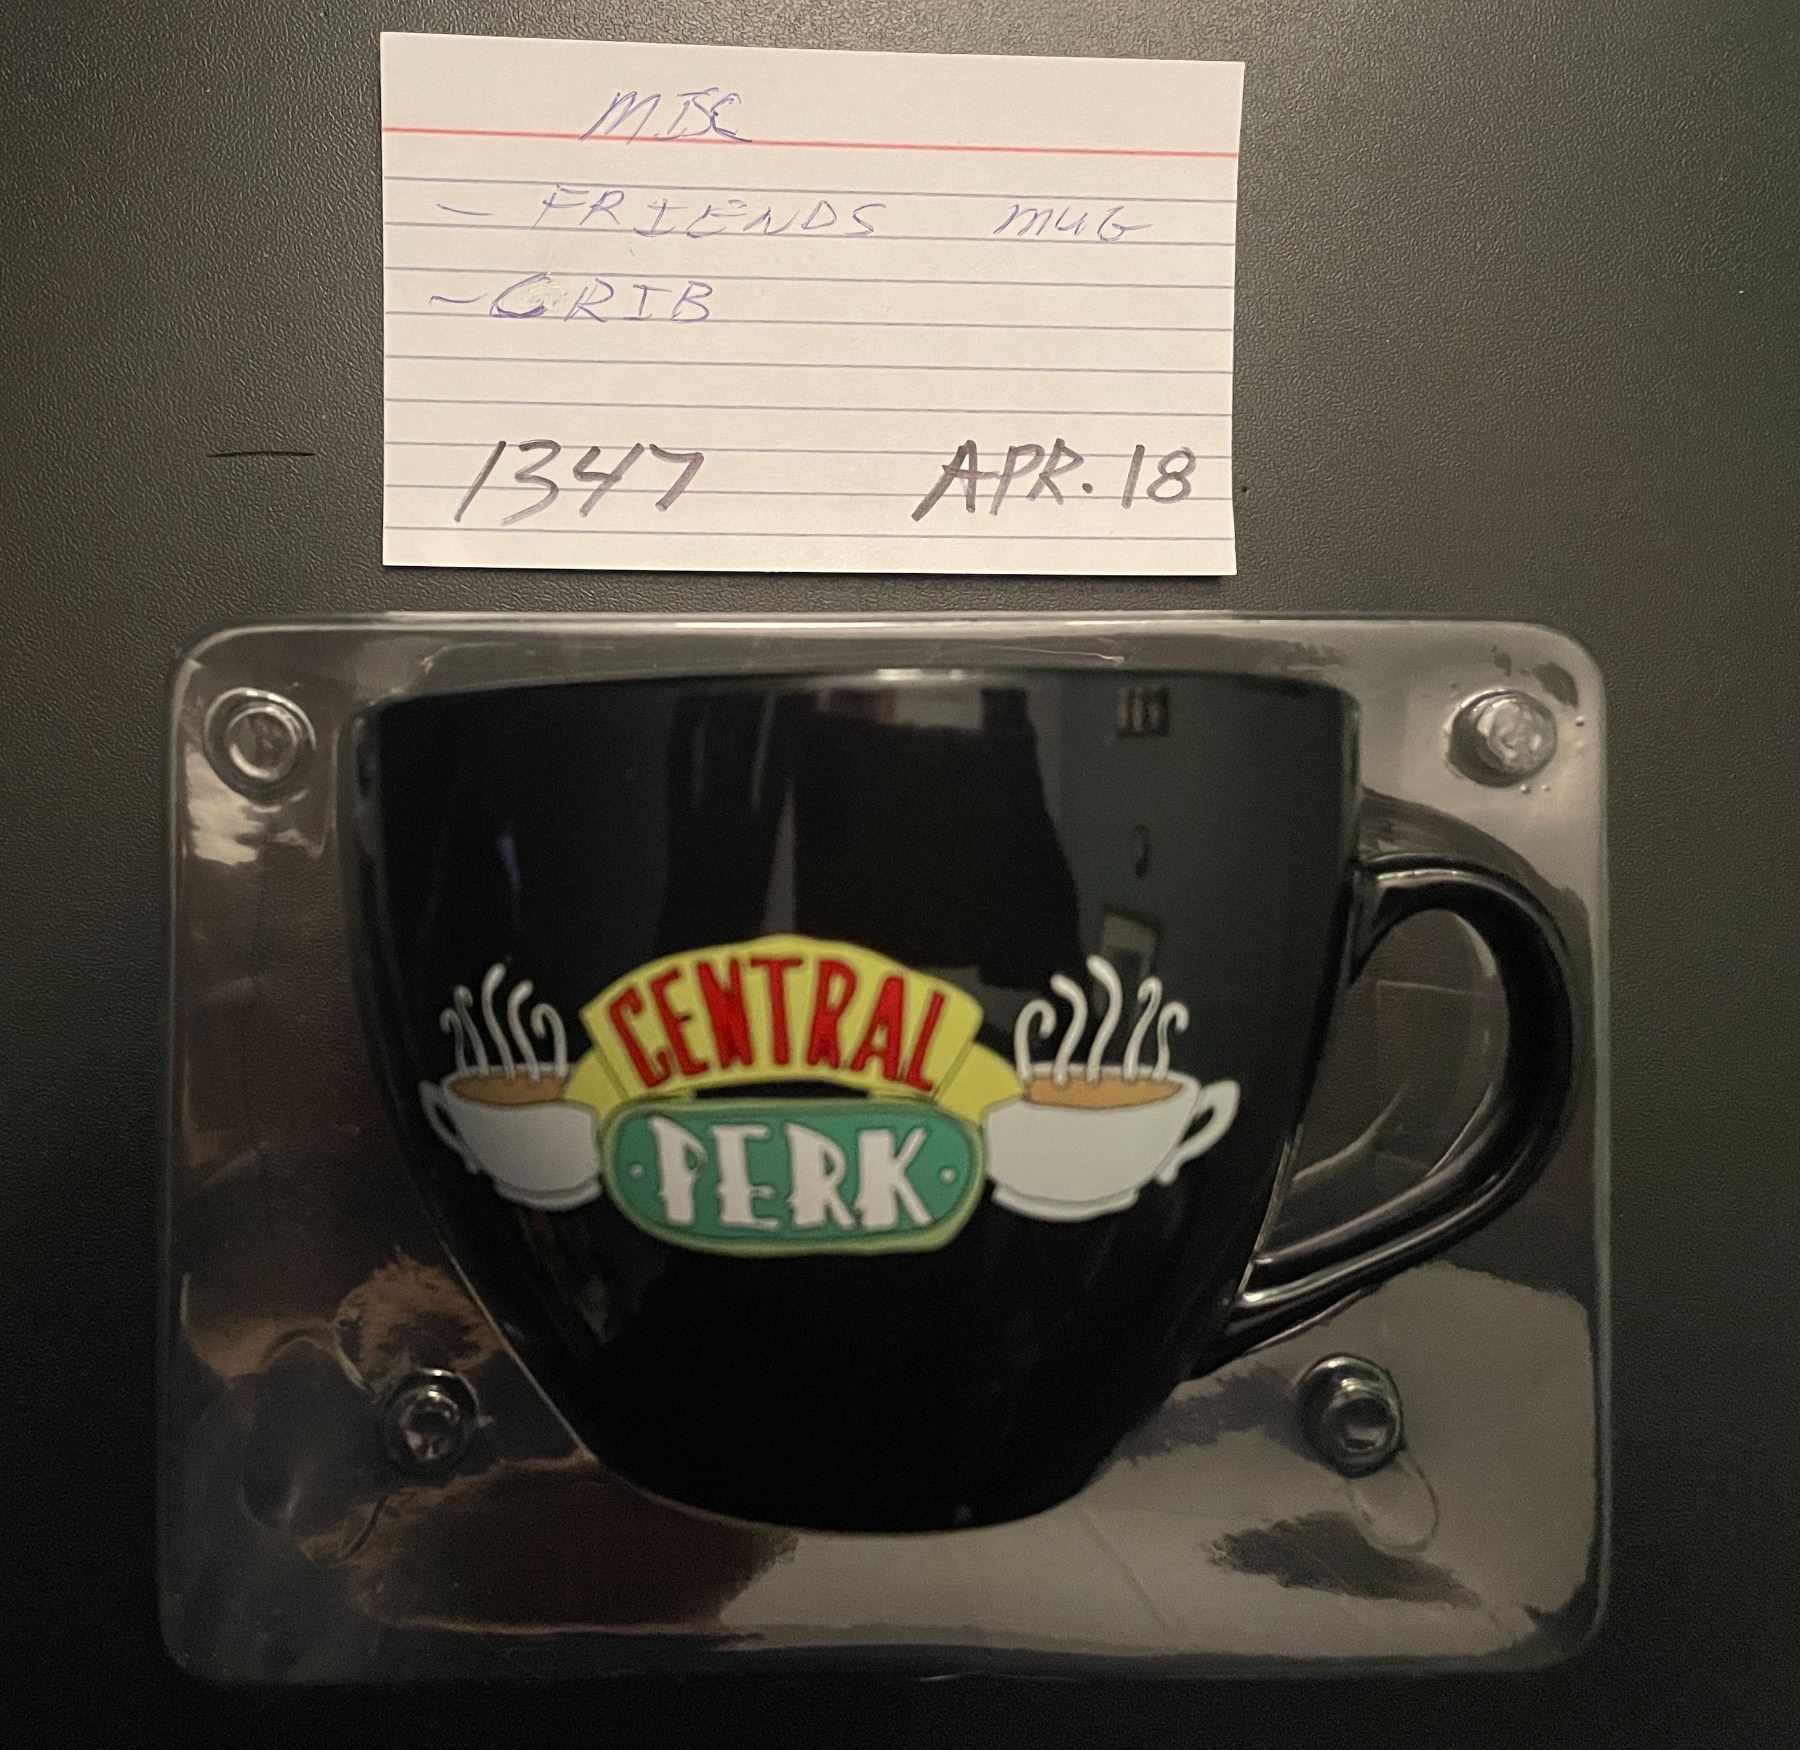 MISC
- FRIENDS MUG
- CRIB
1347 APR. 18
CENTRAL
PERK